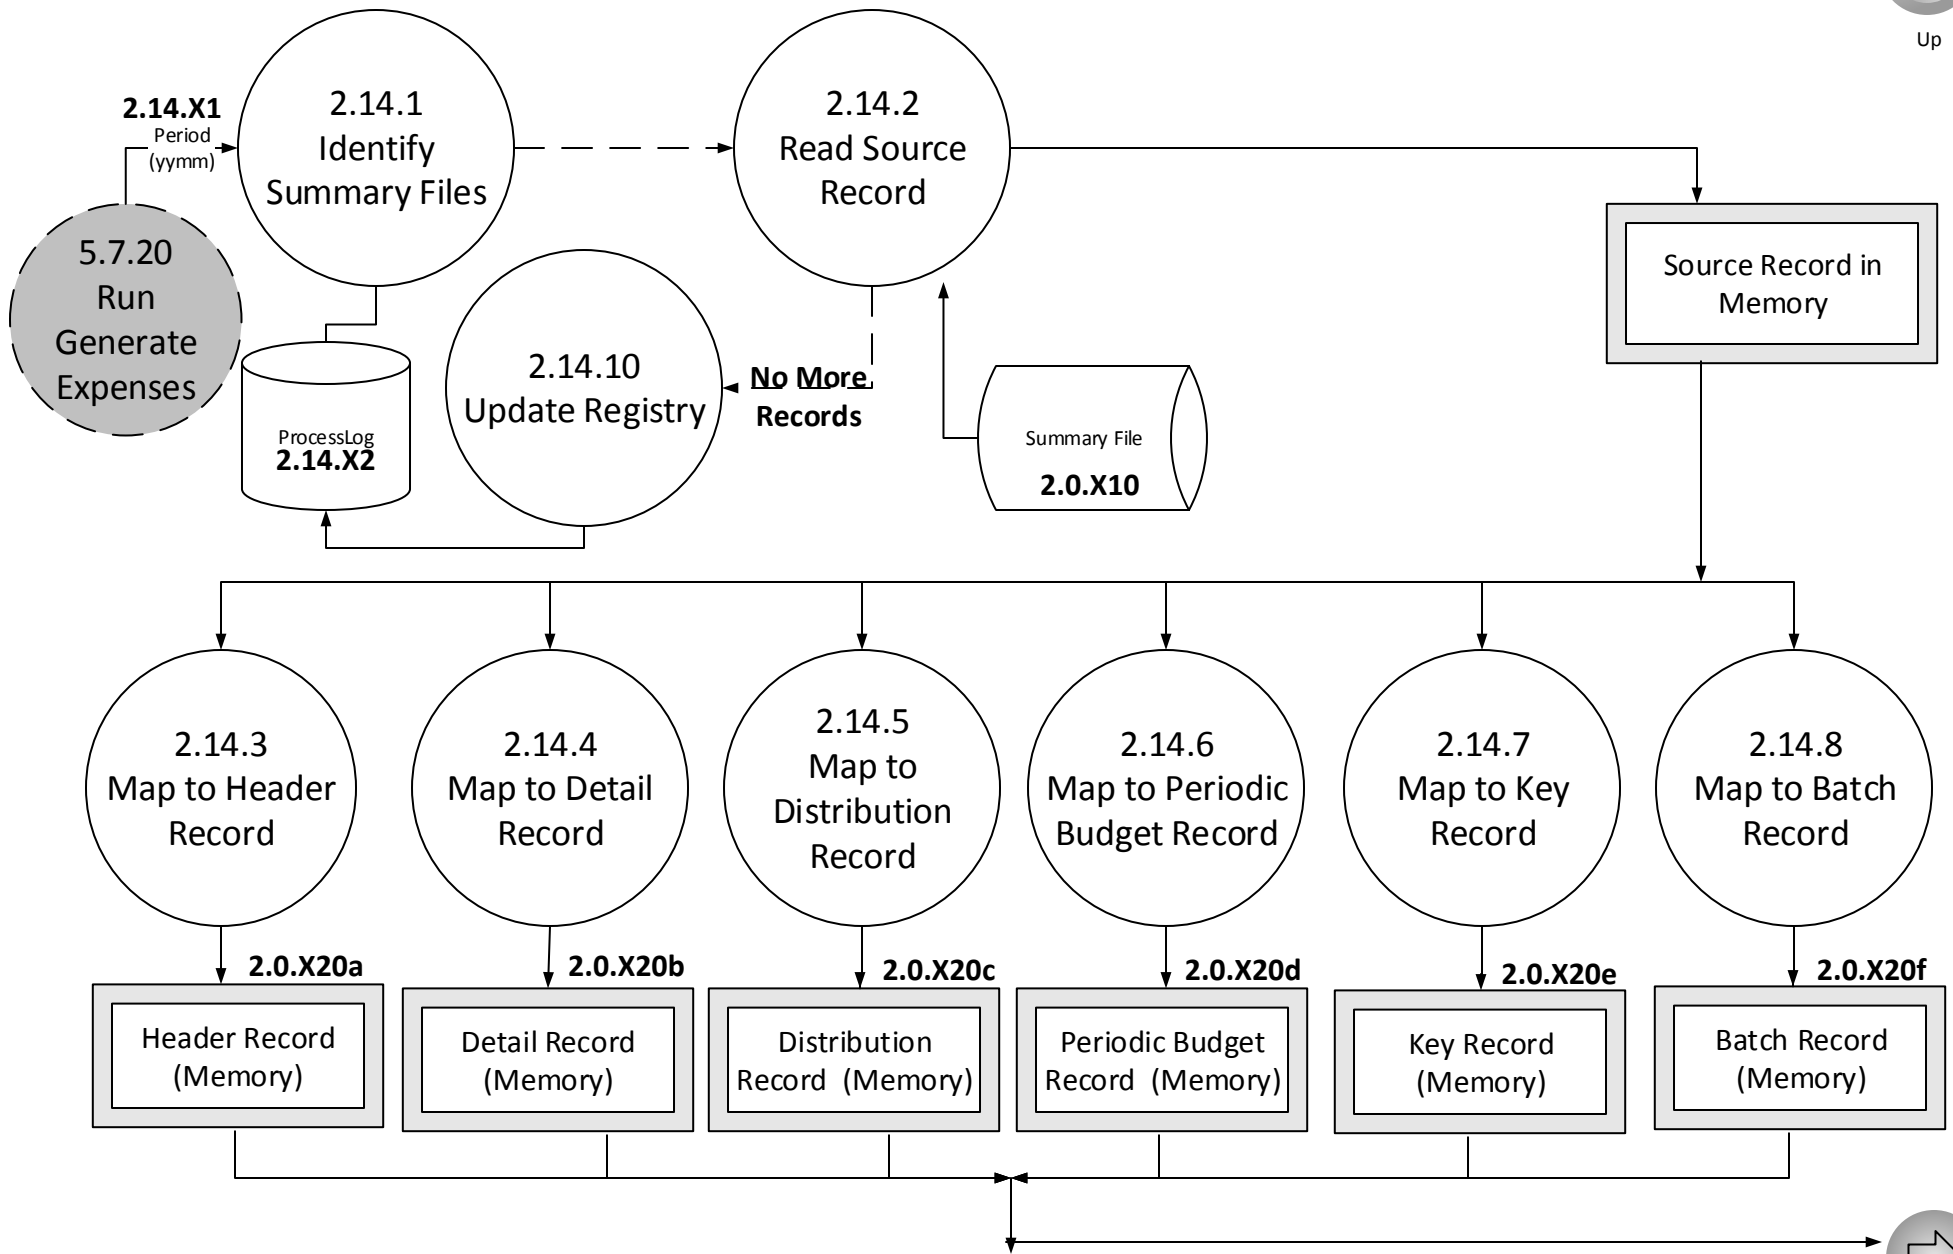 Up
2.14.X1
Period
(yymm)
2.14.1
Identify
Summary Files
2.14.2
Read Source
Record
5.7.20
Run
Generate
Expenses
Source Record in
Memory
2.14.10
Update Registry
No More
Records
ProcessLog
2.14.X2
Summary File
2.0.X10
2.14.3
Map to Header
Record
2.14.4
Map to Detail
Record
2.14.5
Map to
Distribution
Record
2.14.6
Map to Periodic
Budget Record
2.14.7
Map to Key
Record
2.14.8
Map to Batch
Record
2.0.X20a
2.0.X20b
2.0.X20c
2.0.X20d
2.0.X20e
2.0.X20f
Header Record
(Memory)
Detail Record
(Memory)
Distribution
Record (Memory)
Periodic Budget
Record (Memory)
Key Record
(Memory)
Batch Record
(Memory)